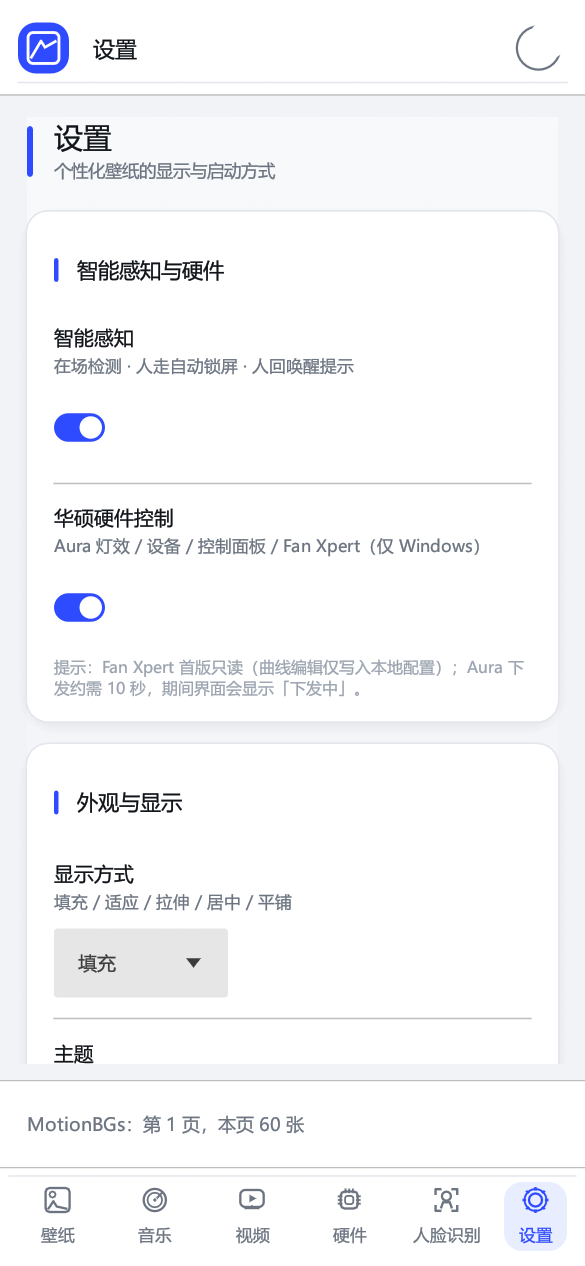 设置
设置
个性化壁纸的显示与启动方式
智能感知与硬件
智能感知
在场检测 · 人走自动锁屏 · 人回唤醒提示
华硕硬件控制
Aura 灯效 / 设备 / 控制面板 / Fan Xpert（仅 Windows）
提示：Fan Xpert 首版只读（曲线编辑仅写入本地配置）；Aura 下
发约需 10 秒，期间界面会显示「下发中」。
外观与显示
显示方式
填充 / 适应 / 拉伸 / 居中 / 平铺
填充
主题
MotionBGs：第 1 页，本页 60 张
壁纸 音乐 视频 硬件 人脸识别 设置